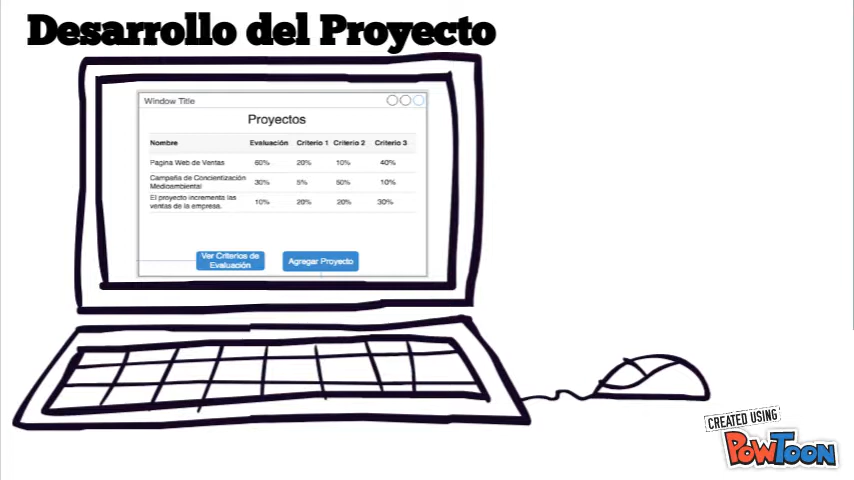 Desarrollo del Proyecto
Window Title
Proyectos
Nombre Evaluación Criterio 1 Criterio 2 Criterio 3
Pagina Web de Ventas 60% 20% 10% 40%
Campaña de Concientización
Medioambiental 30% 5% 50% 10%
El proyecto incrementa las
ventas de la empresa. 10% 20% 20% 30%
Ver Criterios de
Evaluación
Agregar Proyecto
CREATED USING
POWTOON